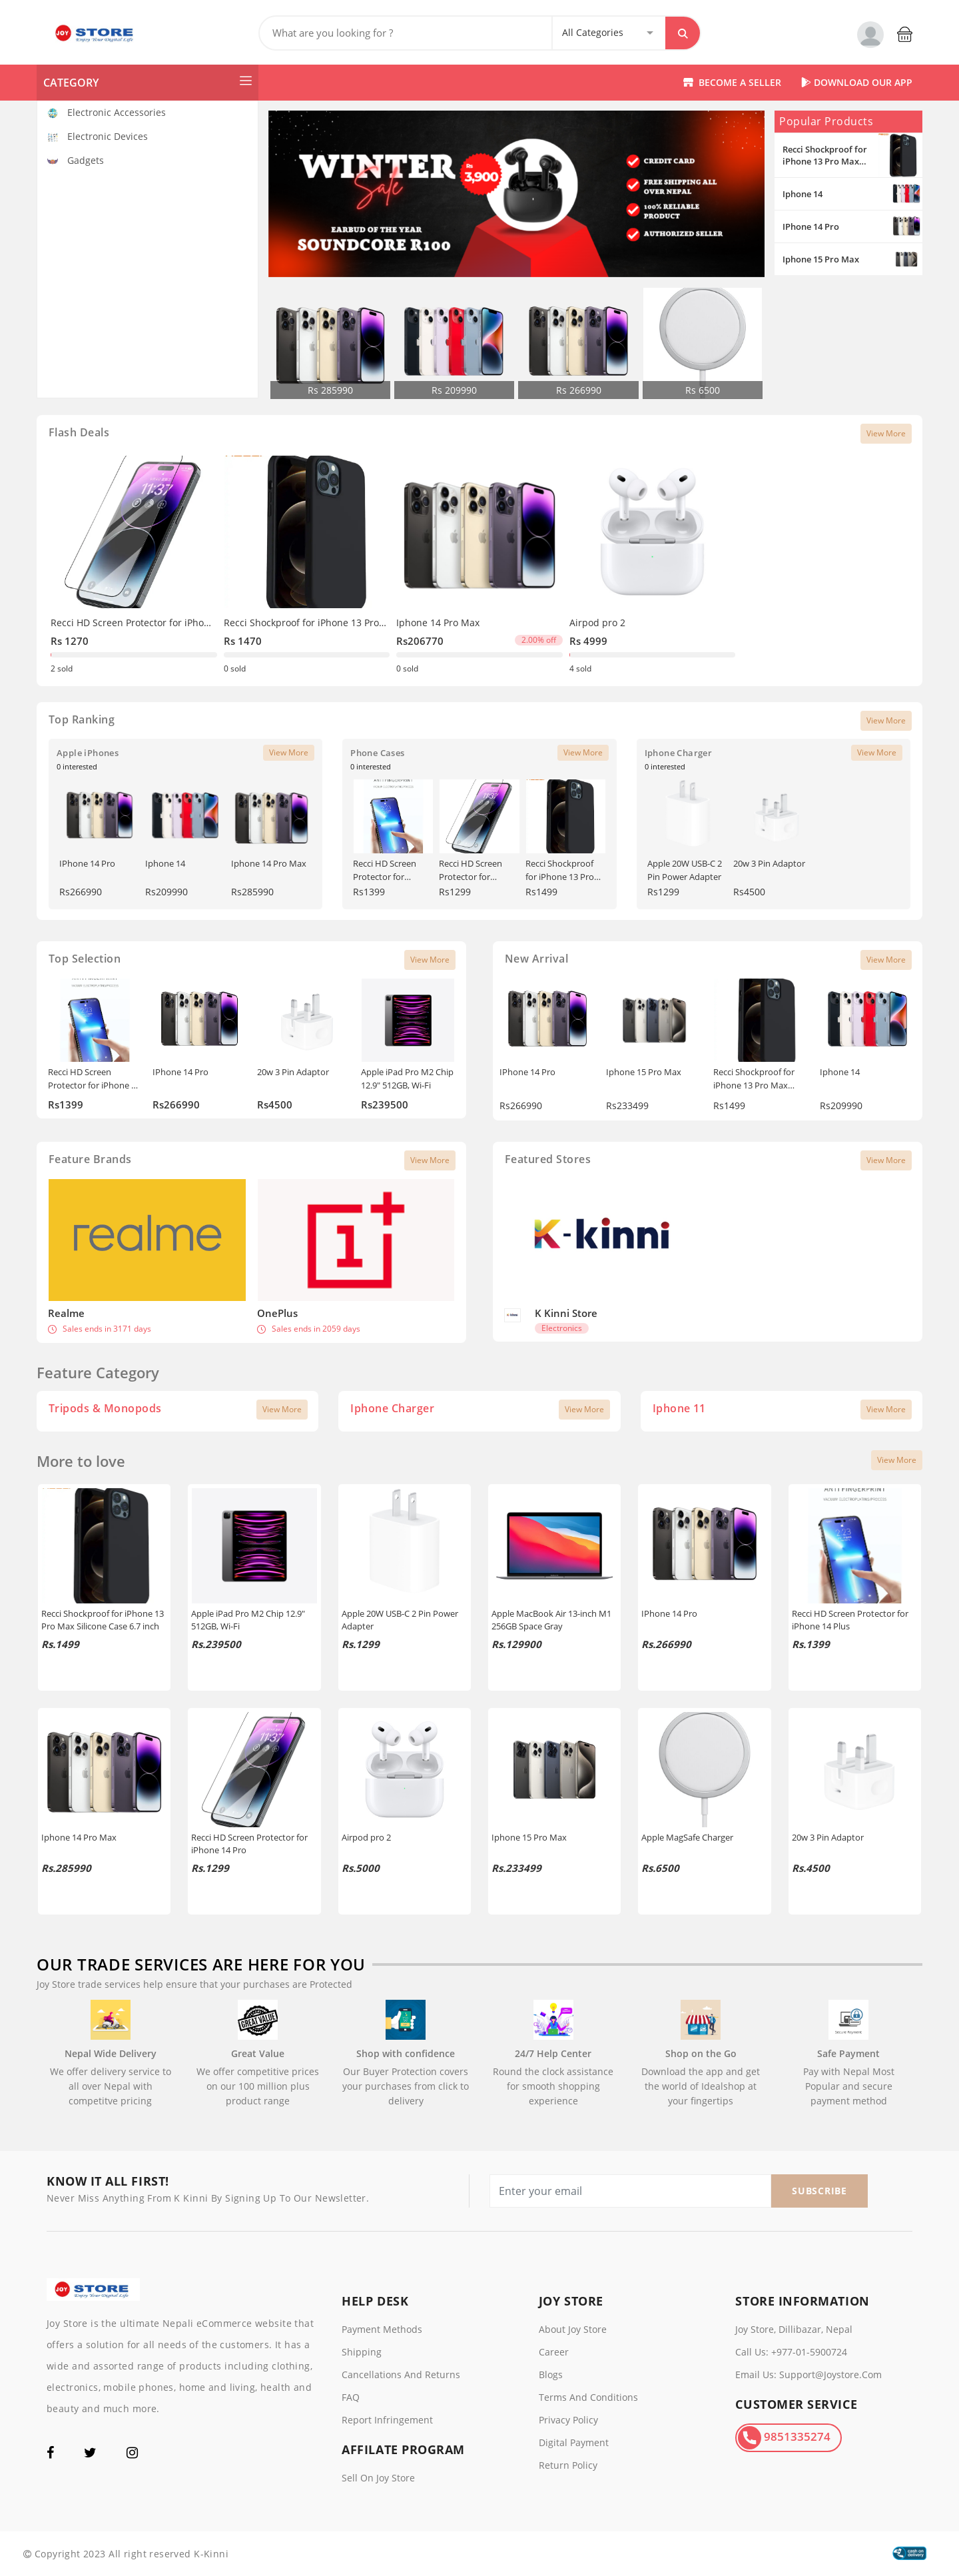 JOY STORE
Enjoy Your Digital Life
What are you looking for ?
All Categories
CATEGORY
BECOME A SELLER
DOWNLOAD OUR APP
Electronic Accessories
Electronic Devices
Gadgets
WINTER
Sale
Rs
3,900
EARBUD OF THE YEAR
SOUNDCORE R100
CREDIT CARD
FREE SHIPPING ALL
OVER NEPAL
100% RELIABLE
PRODUCT
AUTHORIZED SELLER
Popular Products
Recci Shockproof for
iPhone 13 Pro Max...
Iphone 14
IPhone 14 Pro
Iphone 15 Pro Max
Rs 285990
Rs 209990
Rs 266990
Rs 6500
Flash Deals
View More
11:37
Recci HD Screen Protector for iPho...
Rs 1270
2 sold
Recci Shockproof for iPhone 13 Pro...
Rs 1470
0 sold
Iphone 14 Pro Max
Rs206770
2.00% off
0 sold
Airpod pro 2
Rs 4999
4 sold
Top Ranking
View More
Apple iPhones
View More
0 interested
IPhone 14 Pro
Rs266990
Iphone 14
Rs209990
Iphone 14 Pro Max
Rs285990
Phone Cases
View More
0 interested
ANTI FINGERPRINT
Recci HD Screen
Protector for...
Rs1399
Recci HD Screen
Protector for...
Rs1299
Recci Shockproof
for iPhone 13 Pro...
Rs1499
Iphone Charger
View More
0 interested
Apple 20W USB-C 2
Pin Power Adapter
Rs1299
20w 3 Pin Adaptor
Rs4500
Top Selection
View More
Recci HD Screen
Protector for iPhone ...
Rs1399
IPhone 14 Pro
Rs266990
20w 3 Pin Adaptor
Rs4500
Apple iPad Pro M2 Chip
12.9" 512GB, Wi-Fi
Rs239500
New Arrival
View More
IPhone 14 Pro
Rs266990
Iphone 15 Pro Max
Rs233499
Recci Shockproof for
iPhone 13 Pro Max...
Rs1499
Iphone 14
Rs209990
Feature Brands
View More
realme
1+
Realme
Sales ends in 3171 days
OnePlus
Sales ends in 2059 days
Featured Stores
View More
K-kinni
K Kinni Store
Electronics
Feature Category
Tripods & Monopods
View More
Iphone Charger
View More
Iphone 11
View More
More to love
View More
Recci Shockproof for iPhone 13
Pro Max Silicone Case 6.7 inch
Rs.1499
Apple iPad Pro M2 Chip 12.9"
512GB, Wi-Fi
Rs.239500
Apple 20W USB-C 2 Pin Power
Adapter
Rs.1299
Apple MacBook Air 13-inch M1
256GB Space Gray
Rs.129900
IPhone 14 Pro
Rs.266990
ANTI FINGERPRINT
Recci HD Screen Protector for
iPhone 14 Plus
Rs.1399
Iphone 14 Pro Max
Rs.285990
11:37
Recci HD Screen Protector for
iPhone 14 Pro
Rs.1299
Airpod pro 2
Rs.5000
Iphone 15 Pro Max
Rs.233499
Apple MagSafe Charger
Rs.6500
20w 3 Pin Adaptor
Rs.4500
OUR TRADE SERVICES ARE HERE FOR YOU
Joy Store trade services help ensure that your purchases are Protected
Nepal Wide Delivery
We offer delivery service to
all over Nepal with
competitve pricing
GREAT VALUE
Great Value
We offer competitive prices
on our 100 million plus
product range
Shop with confidence
Our Buyer Protection covers
your purchases from click to
delivery
24/7 Help Center
Round the clock assistance
for smooth shopping
experience
Shop on the Go
Download the app and get
the world of Idealshop at
your fingertips
Secure Payment
Safe Payment
Pay with Nepal Most
Popular and secure
payment method
KNOW IT ALL FIRST!
Never Miss Anything From K Kinni By Signing Up To Our Newsletter.
Enter your email
SUBSCRIBE
JOY STORE
Enjoy Your Digital Life
Joy Store is the ultimate Nepali eCommerce website that
offers a solution for all needs of the customers. It has a
wide and assorted range of products including clothing,
electronics, mobile phones, home and living, health and
beauty and much more.
HELP DESK
Payment Methods
Shipping
Cancellations And Returns
FAQ
Report Infringement
AFFILATE PROGRAM
Sell On Joy Store
JOY STORE
About Joy Store
Career
Blogs
Terms And Conditions
Privacy Policy
Digital Payment
Return Policy
STORE INFORMATION
Joy Store, Dillibazar, Nepal
Call Us: +977-01-5900724
Email Us: Support@Joystore.Com
CUSTOMER SERVICE
9851335274
© Copyright 2023 All right reserved K-Kinni
cash on
delivery